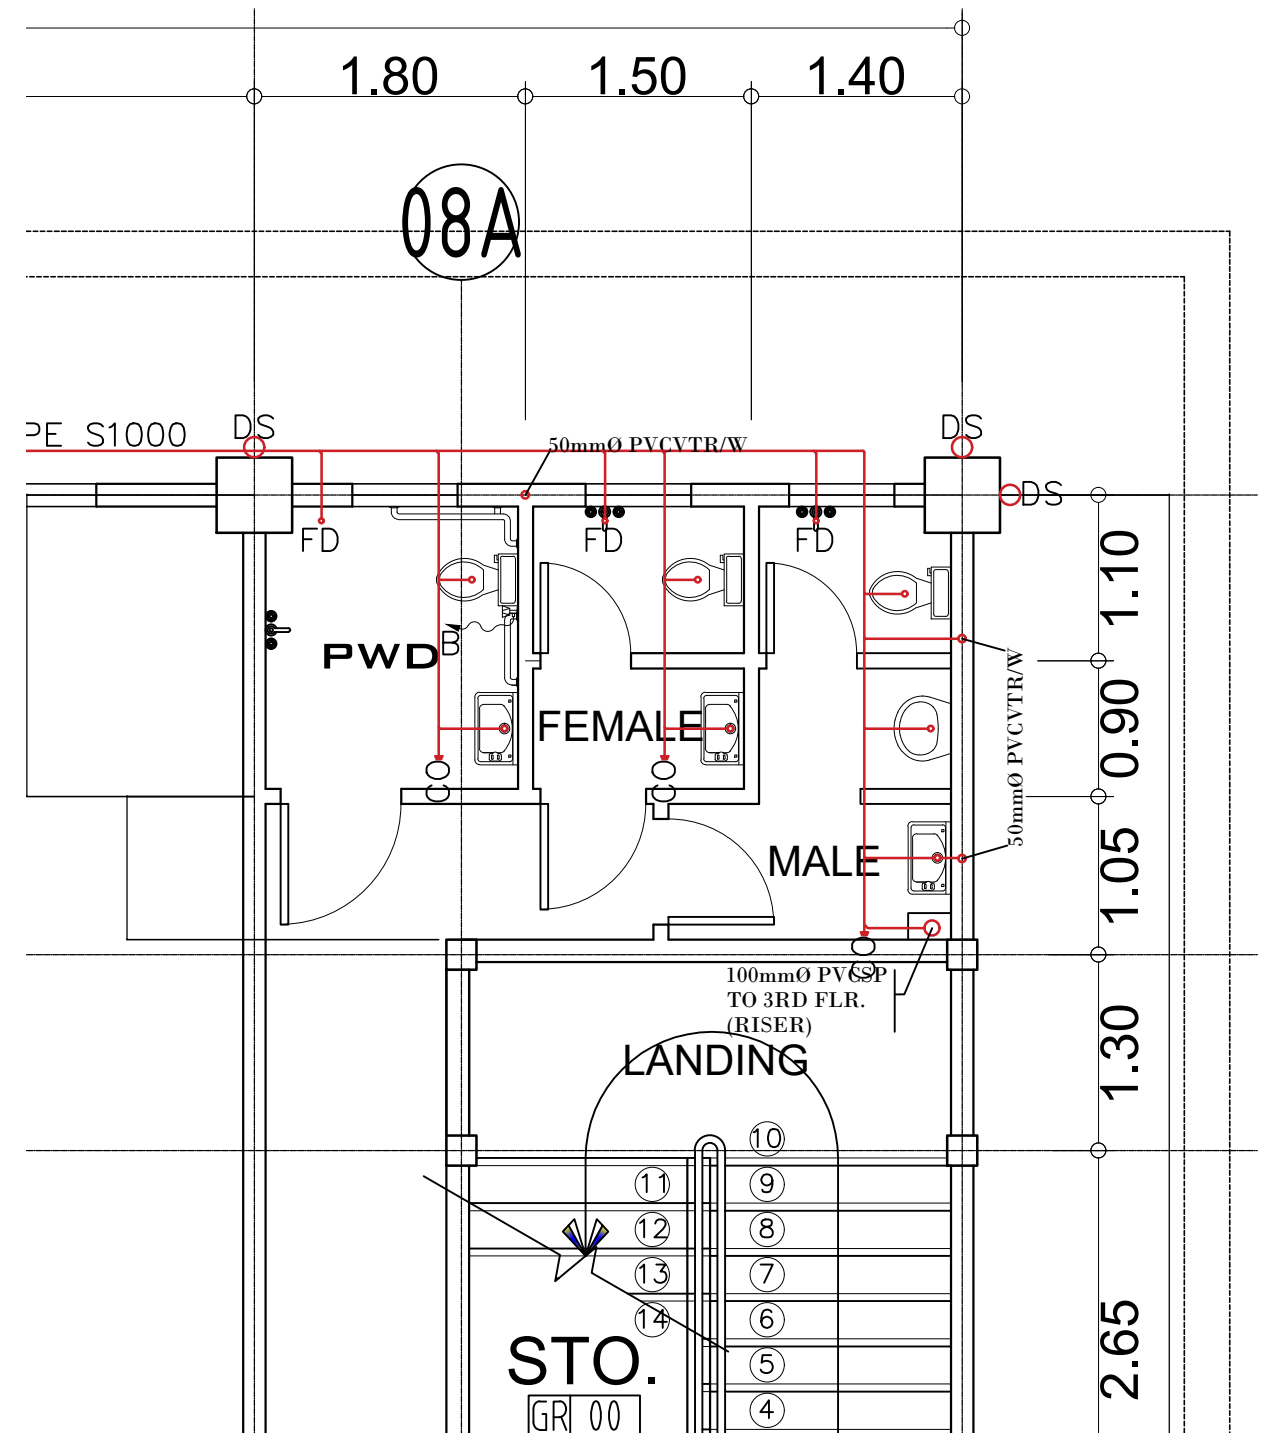 1.80 1.50 1.40
08A
PE S1000
DS
DS
50mmØ PVCVTR/W
DS
FD
FD
FD
1.10
B
PWD
FEMALE
50mmØ PVCVTR/W
0.90
CO
CO
MALE
1.05
CO
100mmØ PVCSP
TO 3RD FLR.
(RISER)
1.30
LANDING
10
11 9
12 8
13 7
14 6
STO.
5
2.65
GR 00
4